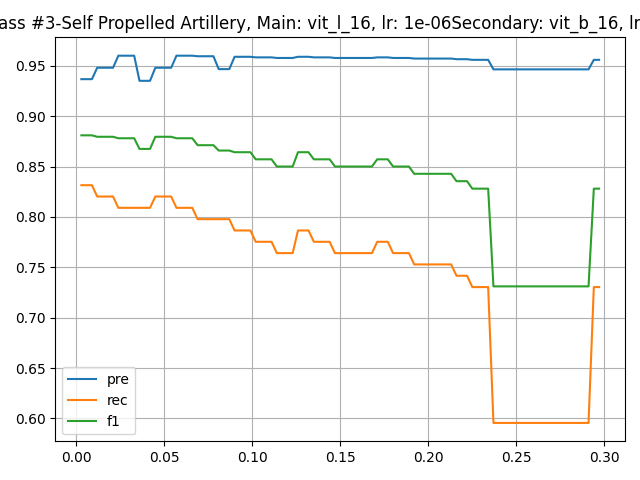 ass #3-Self Propelled Artillery, Main: vit_l_16, lr: 1e-06Secondary: vit_b_16, lr
0.95
0.90
0.85
0.80
0.75
0.70
0.65
0.60
pre
rec
f1
0.00 0.05 0.10 0.15 0.20 0.25 0.30